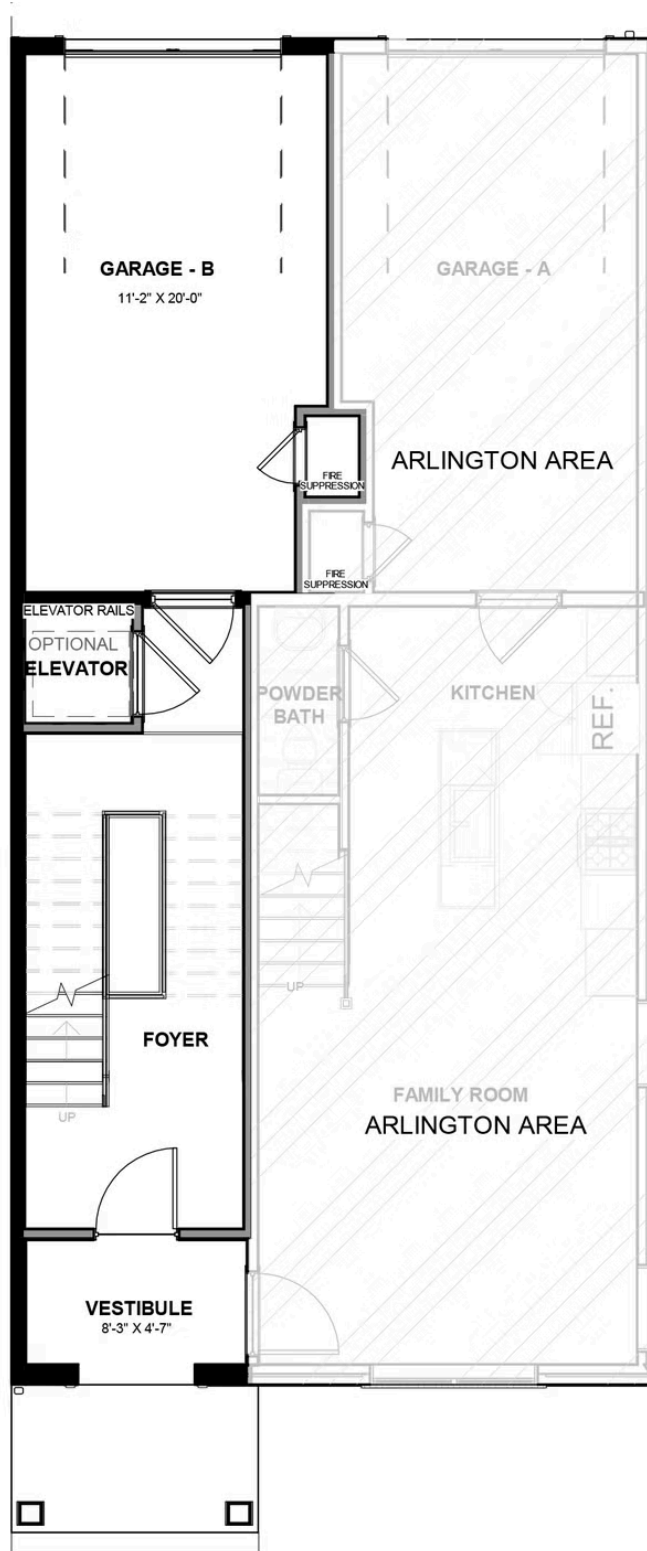 GARAGE - B
11'-2" X 20'-0"
GARAGE - A
ARLINGTON AREA
FIRE
SUPPRESSION
FIRE
SUPPRESSION
ELEVATOR RAILS
OPTIONAL
ELEVATOR
POWDER
BATH
KITCHEN
REF.
UP
FOYER
UP
FAMILY ROOM
ARLINGTON AREA
VESTIBULE
8'-3" X 4'-7"